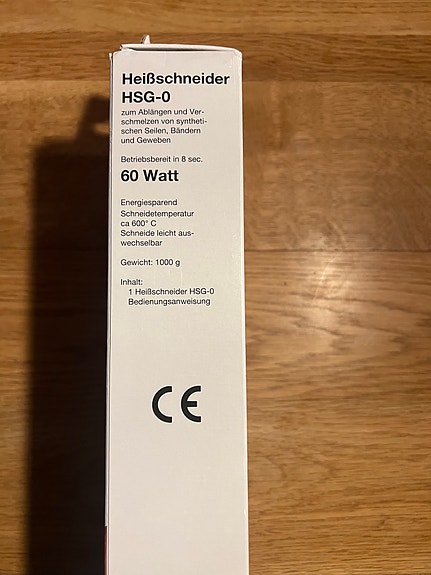 Heißschneider
HSG-0
zum Ablängen und Ver-
schmelzen von syntheti-
schen Seilen, Bändern
und Geweben
Betriebsbereit in 8 sec.
60 Watt
Energiesparend
Schneidetemperatur
ca 600° C
Schneide leicht aus-
wechselbar
Gewicht: 1000 g
Inhalt:
1 Heißschneider HSG-0
Bedienungsanweisung
CE